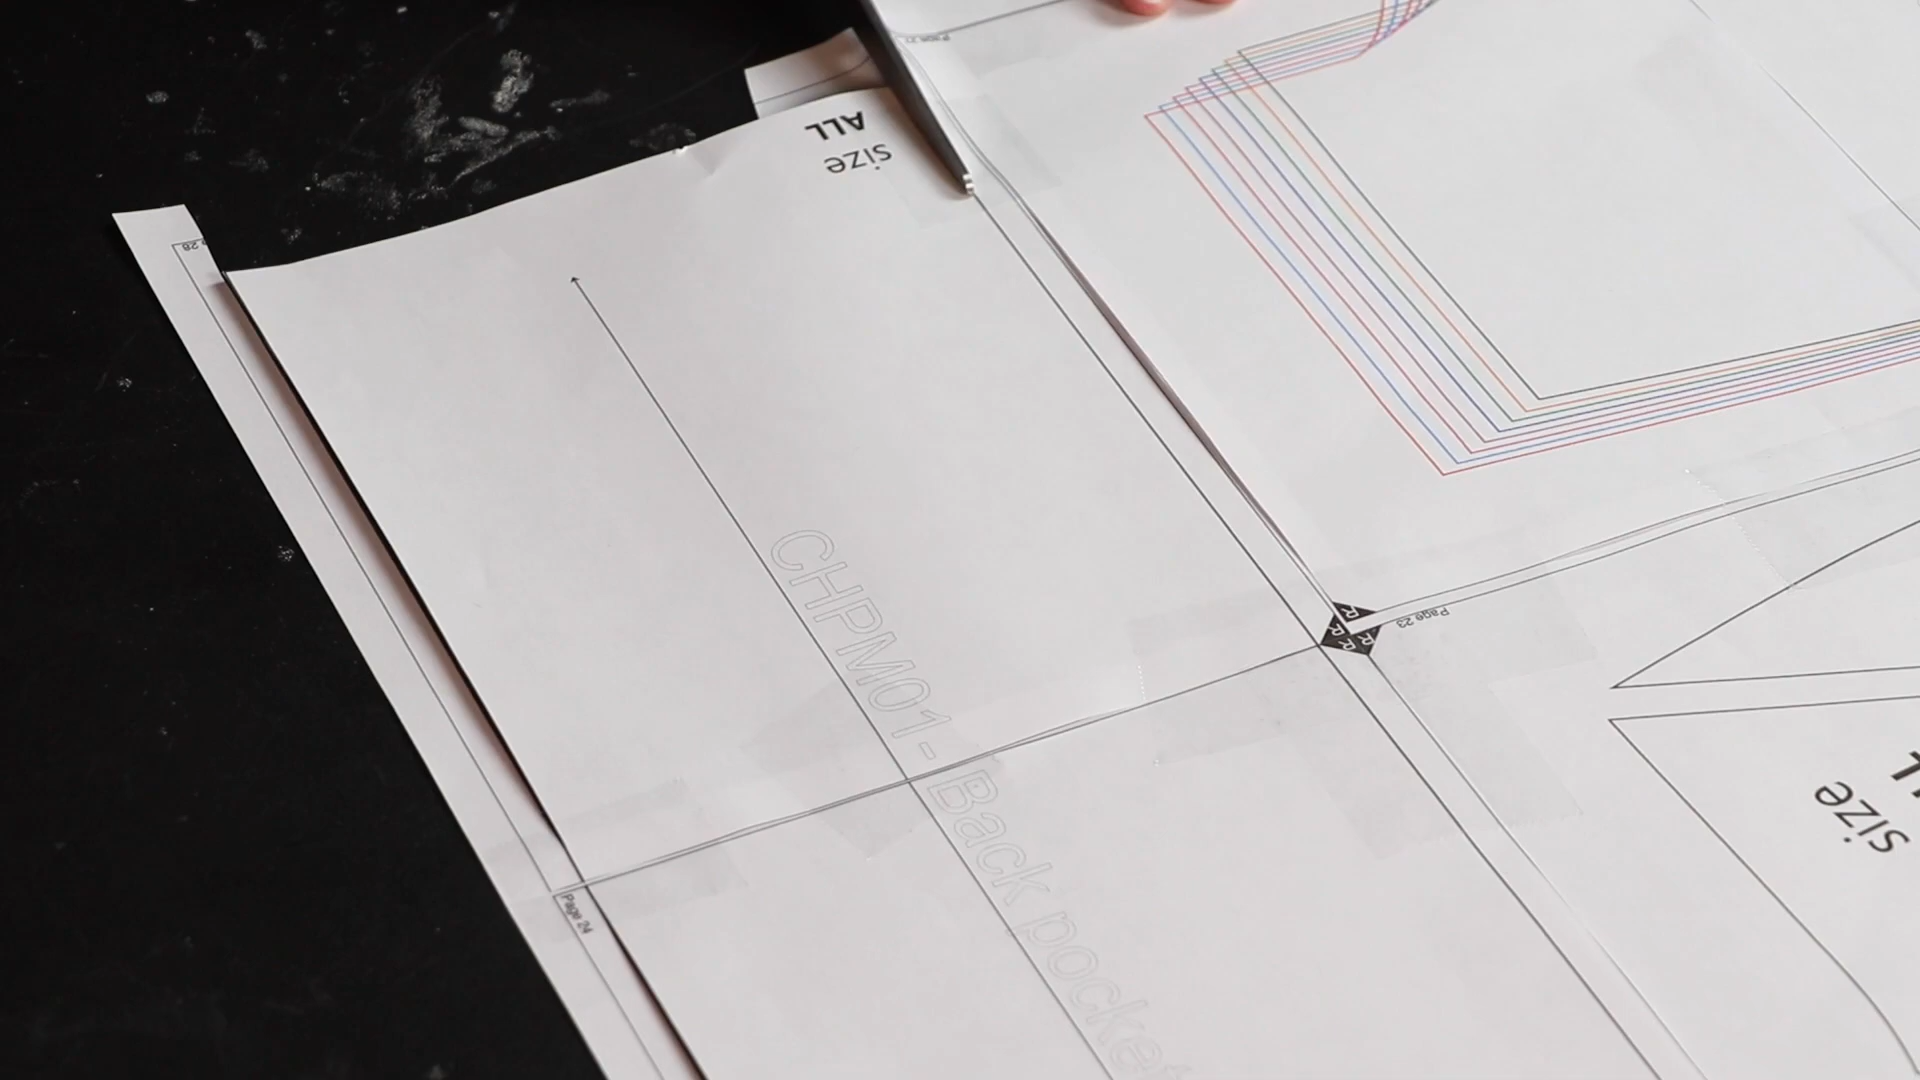 size
ALL
CHPM01- Back pocket
Page 23
R
R
R
R
Page 24
size